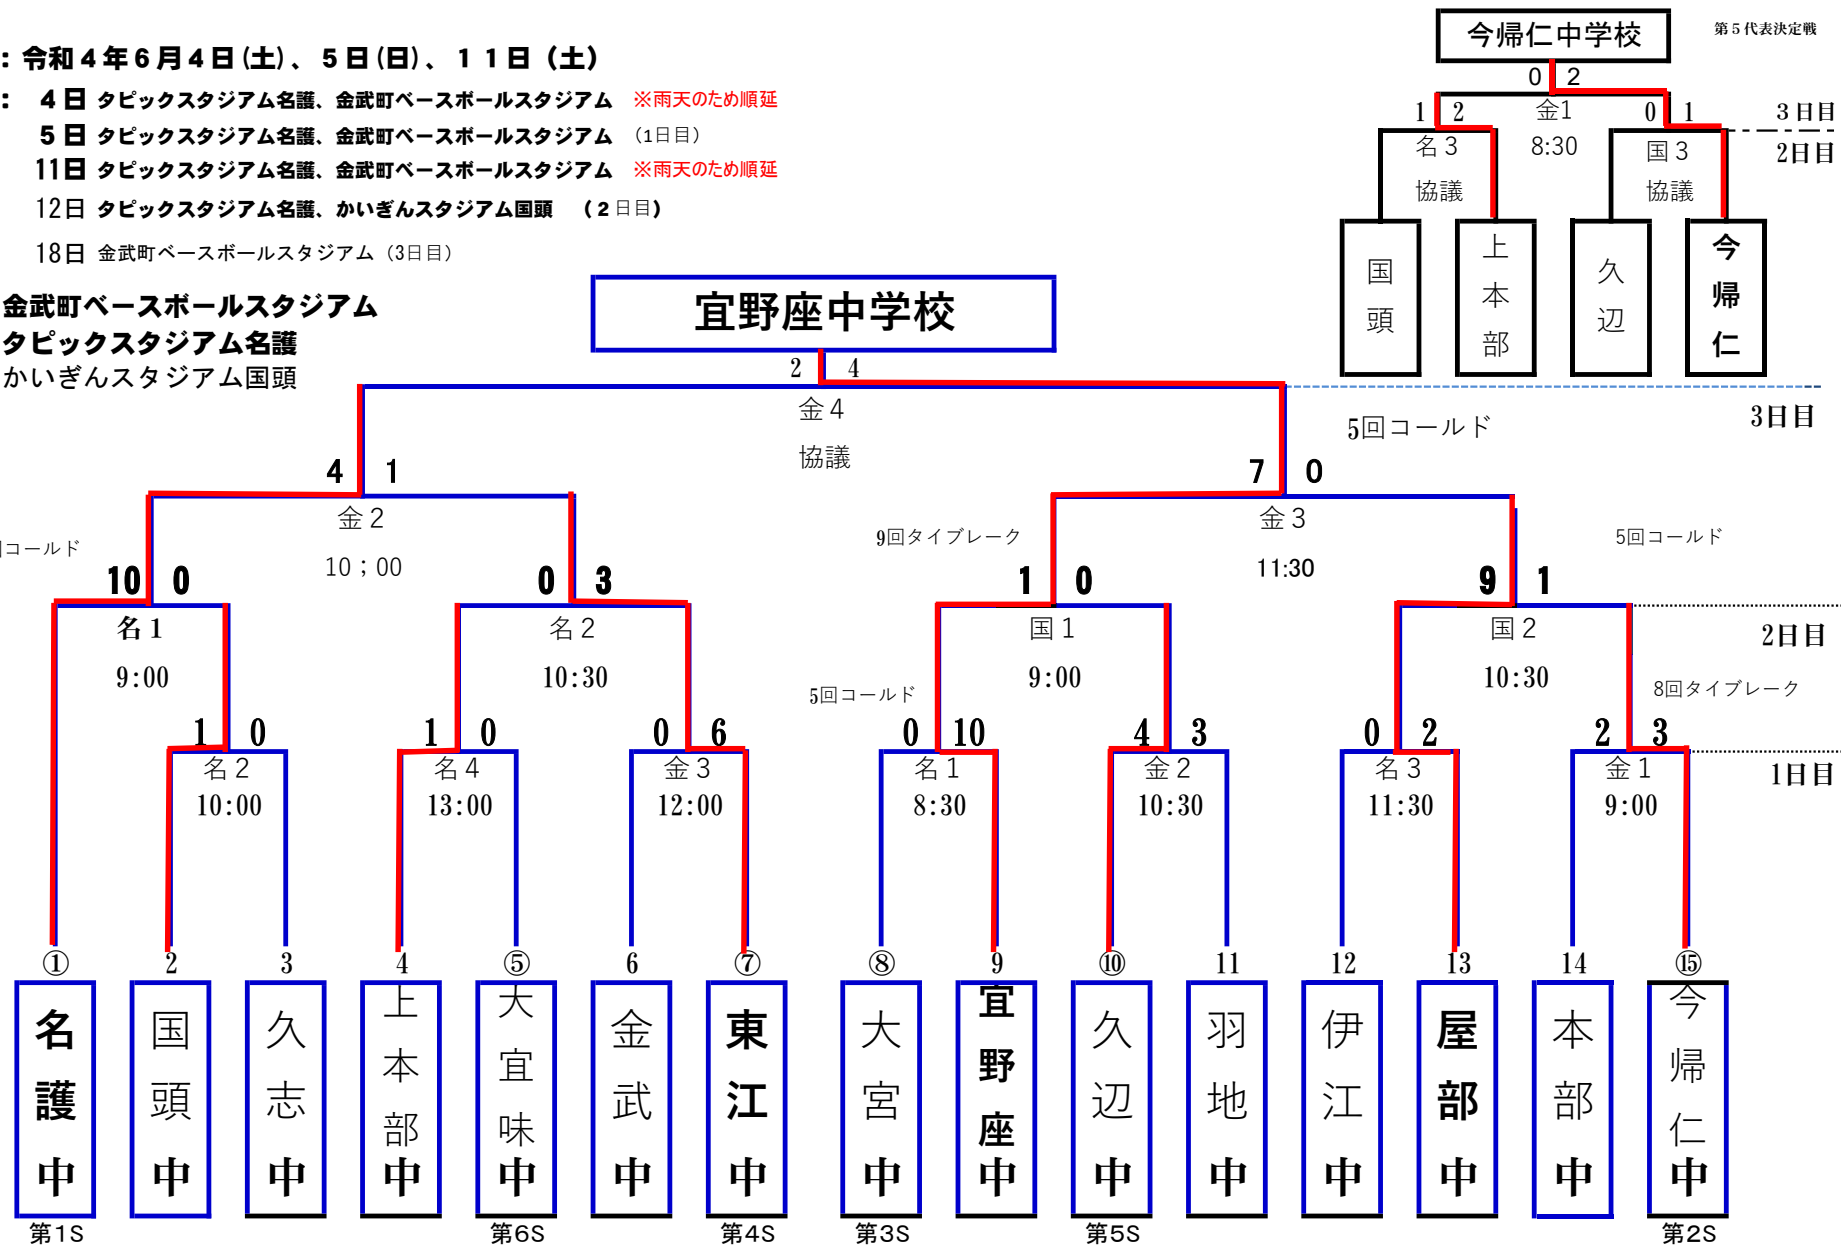 ：令和４年６月４日(土)、５日(日)、１１日（土）
： ４日 タピックスタジアム名護、金武町ベースボールスタジアム ※雨天のため順延
５日 タピックスタジアム名護、金武町ベースボールスタジアム （1日目）
11日 タピックスタジアム名護、金武町ベースボールスタジアム ※雨天のため順延
12日 タピックスタジアム名護、かいぎんスタジアム国頭 （２日目)
18日 金武町ベースボールスタジアム（3日目）
金武町ベースボールスタジアム
タピックスタジアム名護
かいぎんスタジアム国頭
第５代表決定戦
今帰仁中学校
0 2
金1
8:30
1 2
0 1
３日目
2日目
名３
国３
協議
協議
国頭
上本部
久辺
今帰仁
宜野座中学校
2 4
金４
協議
5回コールド
3日目
4 1
7 0
金２
金３
10；00
11:30
回コールド
9回タイブレーク
5回コールド
10 0
0 3
1 0
9 1
名１
名２
国１
国２
2日目
9:00
10:30
9:00
10:30
5回コールド
8回タイブレーク
1 0
1 0
0 6
0 10
4 3
0 2
2 3
名２
名４
金３
名１
金２
名３
金１
1日目
10:00
13:00
12:00
8:30
10:30
11:30
9:00
① 2 3 4 ⑤ 6 ⑦ ⑧ 9 ⑩ 11 12 13 14 ⑮
名護中
国頭中
久志中
上本部中
大宜味中
金武中
東江中
大宮中
宜野座中
久辺中
羽地中
伊江中
屋部中
本部中
今帰仁中
第1S
第6S
第4S
第3S
第5S
第2S